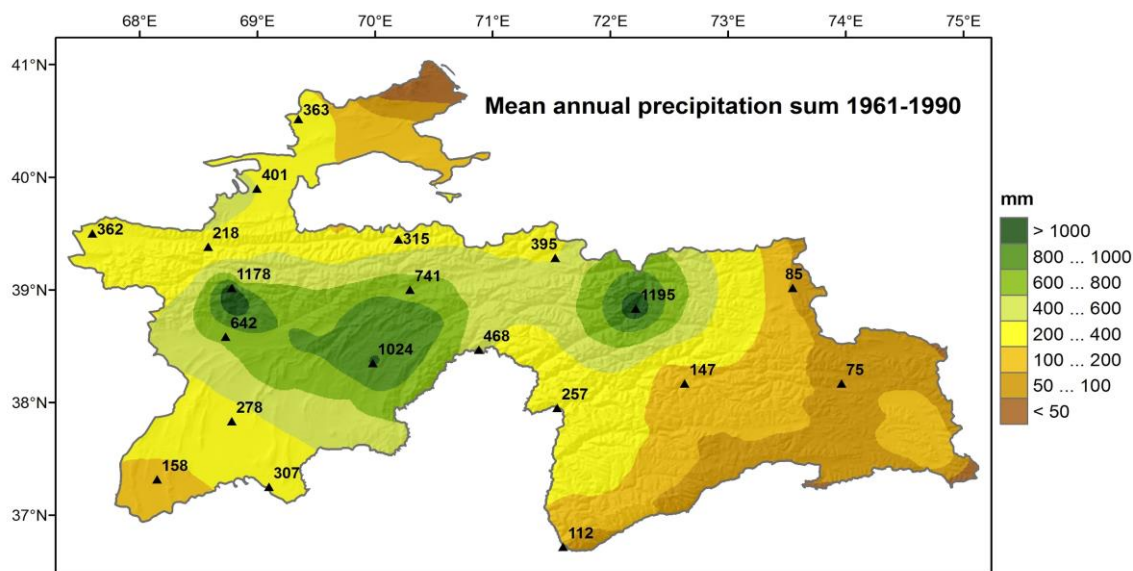 68°E 69°E 70°E 71°E 72°E 73°E 74°E 75°E
41°N
Mean annual precipitation sum 1961-1990
363
40°N
401
362
218
315
395
39°N
1178
741
1195
85
642
1024
468
147
75
38°N
278
257
158
307
37°N
112
mm
> 1000
800 ... 1000
600 ... 800
400 ... 600
200 ... 400
100 ... 200
50 ... 100
< 50